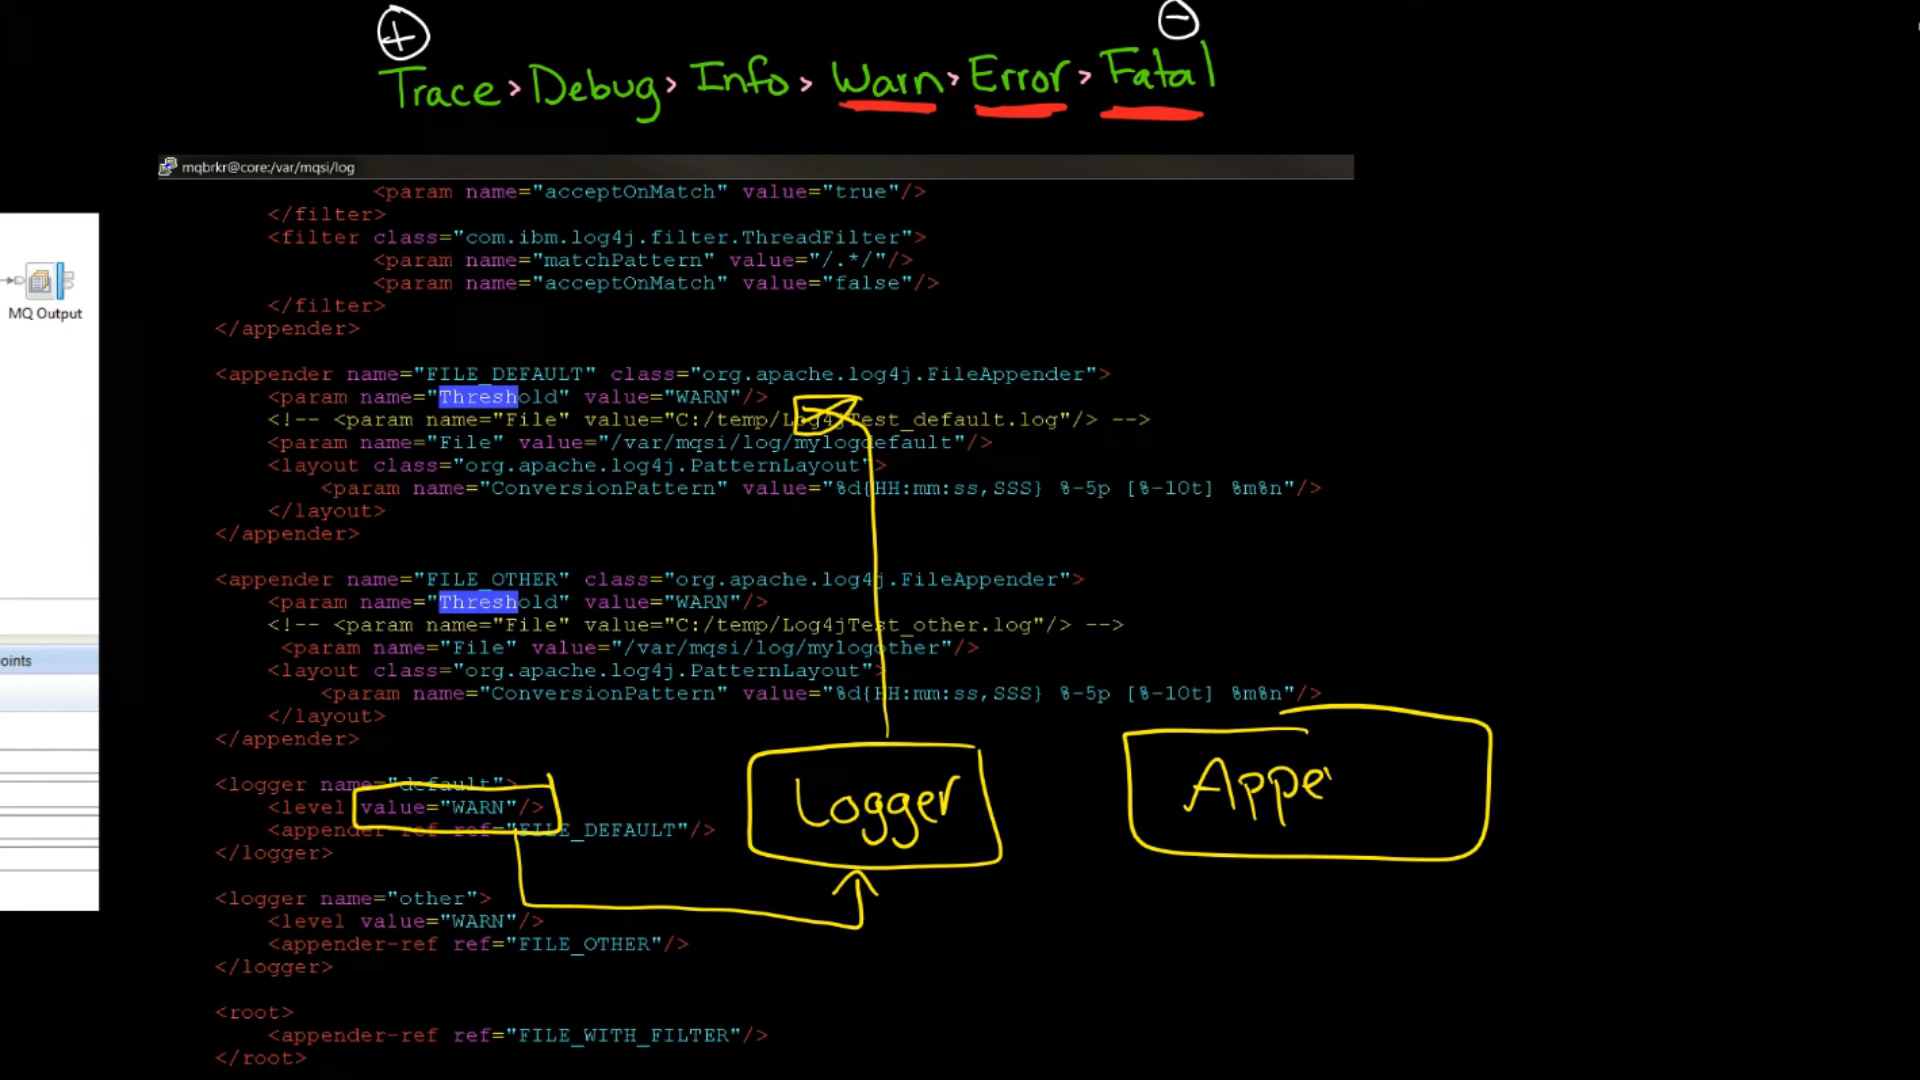 Trace > Debug > Info > Warn > Error > Fatal
mqbrkr@core:/var/mqsi/log
<param name="acceptOnMatch" value="true"/>
</filter>
<filter class="com.ibm.log4j.filter.ThreadFilter">
<param name="matchPattern" value="/.*/"/>
<param name="acceptOnMatch" value="false"/>
</filter>
</appender>
MQ Output
<appender name="FILE_DEFAULT" class="org.apache.log4j.FileAppender">
<param name="Threshold" value="WARN"/>
<!-- <param name="File" value="C:/temp/Log4jTest_default.log"/> -->
<param name="File" value="/var/mqsi/log/mylogdefault"/>
<layout class="org.apache.log4j.PatternLayout">
<param name="ConversionPattern" value="%d{HH:mm:ss,SSS} %-5p [%-10t] %m%n"/>
</layout>
</appender>
<appender name="FILE_OTHER" class="org.apache.log4j.FileAppender">
<param name="Threshold" value="WARN"/>
<!-- <param name="File" value="C:/temp/Log4jTest_other.log"/> -->
<param name="File" value="/var/mqsi/log/mylogother"/>
<layout class="org.apache.log4j.PatternLayout">
<param name="ConversionPattern" value="%d{HH:mm:ss,SSS} %-5p [%-10t] %m%n"/>
</layout>
</appender>
oints
<logger name="default">
<level value="WARN"/>
<appender-ref ref="FILE_DEFAULT"/>
</logger>
Logger
Appe
<logger name="other">
<level value="WARN"/>
<appender-ref ref="FILE_OTHER"/>
</logger>
<root>
<appender-ref ref="FILE_WITH_FILTER"/>
</root>